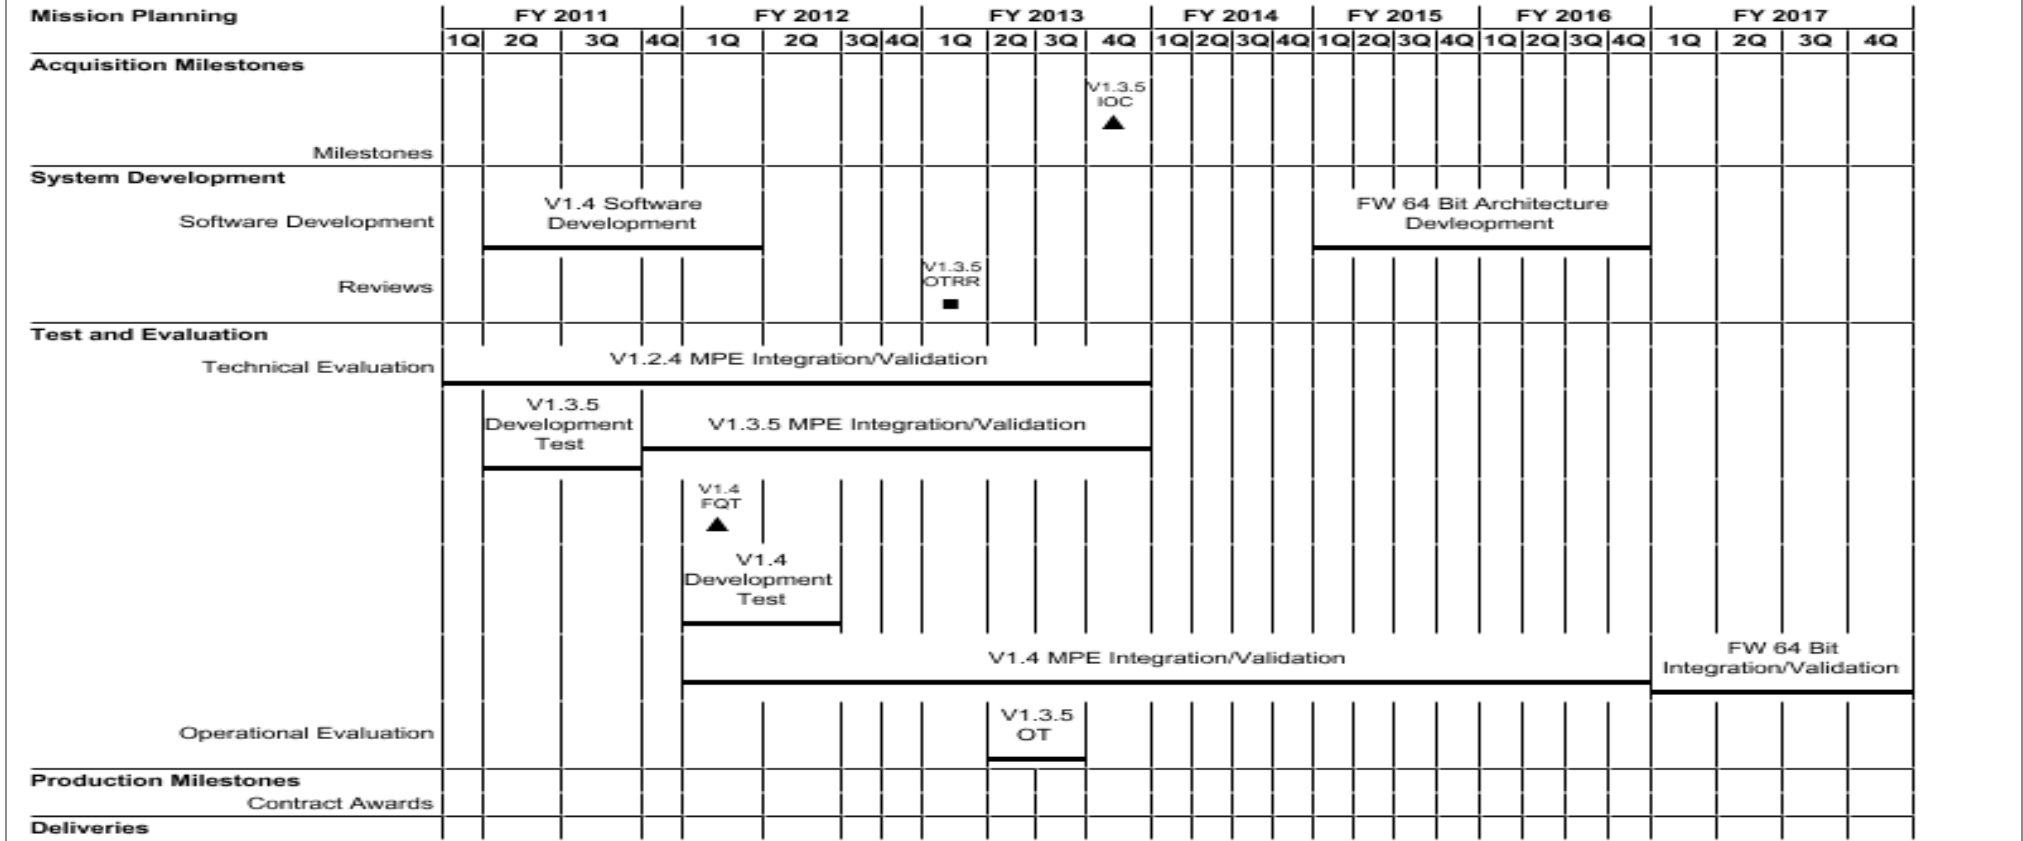 Mission Planning FY 2011 FY 2012 FY 2013 FY 2014 FY 2015 FY 2016 FY 2017
1Q 2Q 3Q 4Q 1Q 2Q 3Q 4Q 1Q 2Q 3Q 4Q 1Q 2Q 3Q 4Q 1Q 2Q 3Q 4Q 1Q 2Q 3Q 4Q 1Q 2Q 3Q 4Q
Acquisition Milestones
V1.3.5
IOC
Milestones
System Development
Software Development
V1.4 Software
Development
FW 64 Bit Architecture
Devleopment
Reviews
V1.3.5
OTRR
Test and Evaluation
Technical Evaluation
V1.2.4 MPE Integration/Validation
V1.3.5
Development
Test
V1.3.5 MPE Integration/Validation
V1.4
FQT
V1.4
Development
Test
V1.4 MPE Integration/Validation
FW 64 Bit
Integration/Validation
Operational Evaluation
V1.3.5
OT
Production Milestones
Contract Awards
Deliveries